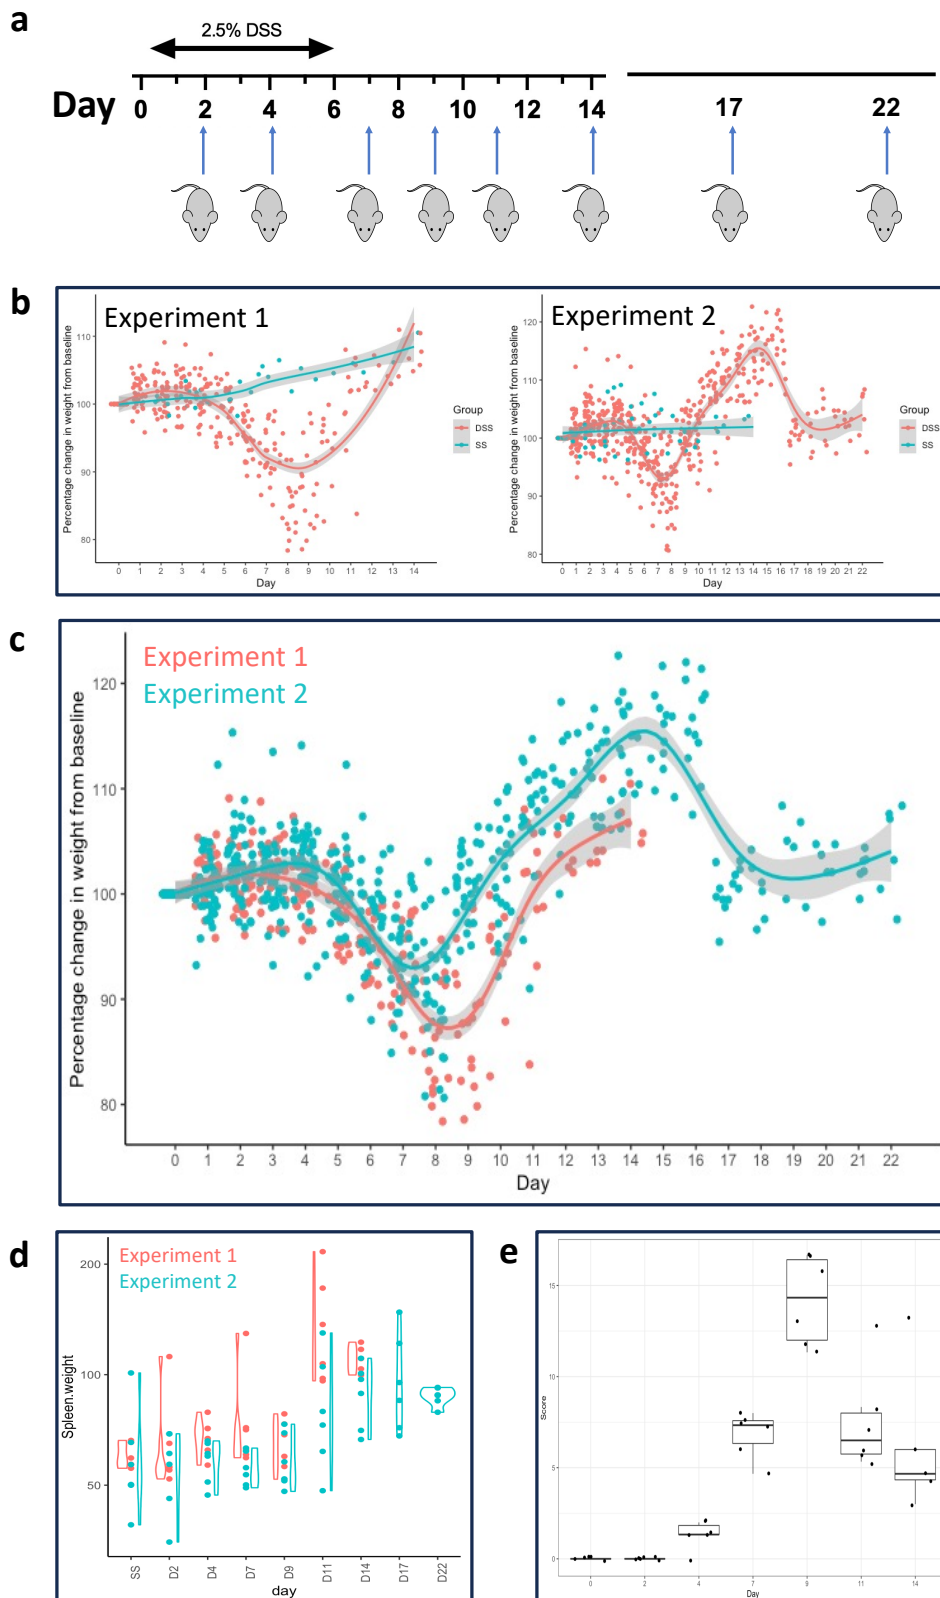 a
2.5% DSS
Day 0 2 4 6 8 10 12 14 17 22
b
Experiment 1
Percentage change in weight from baseline
110
100
90
80
0 1 2 3 4 5 6 7 8 9 10 11 12 13 14
Day
Group
DSS
SS
Experiment 2
Percentage change in weight from baseline
120
110
100
90
80
0 1 2 3 4 5 6 7 8 9 10 11 12 13 14 15 16 17 18 19 20 21 22
Day
Group
DSS
SS
c
Experiment 1
Experiment 2
Percentage change in weight from baseline
120
110
100
90
80
0 1 2 3 4 5 6 7 8 9 10 11 12 13 14 15 16 17 18 19 20 21 22
Day
d
Experiment 1
Experiment 2
Spleen.weight
200
100
50
SS D2 D4 D7 D9 D11 D14 D17 D22
day
e
Score
15
10
5
0
0 2 4 7 9 11 14
Day